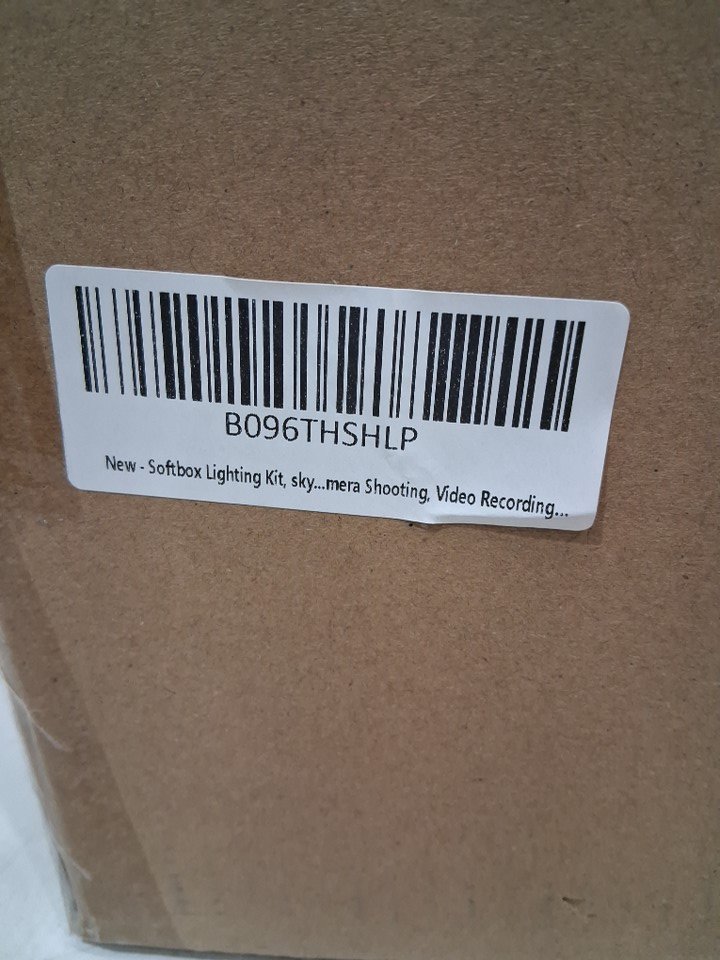 B096THSHLP
New - Softbox Lighting Kit, sky...mera Shooting, Video Recording...